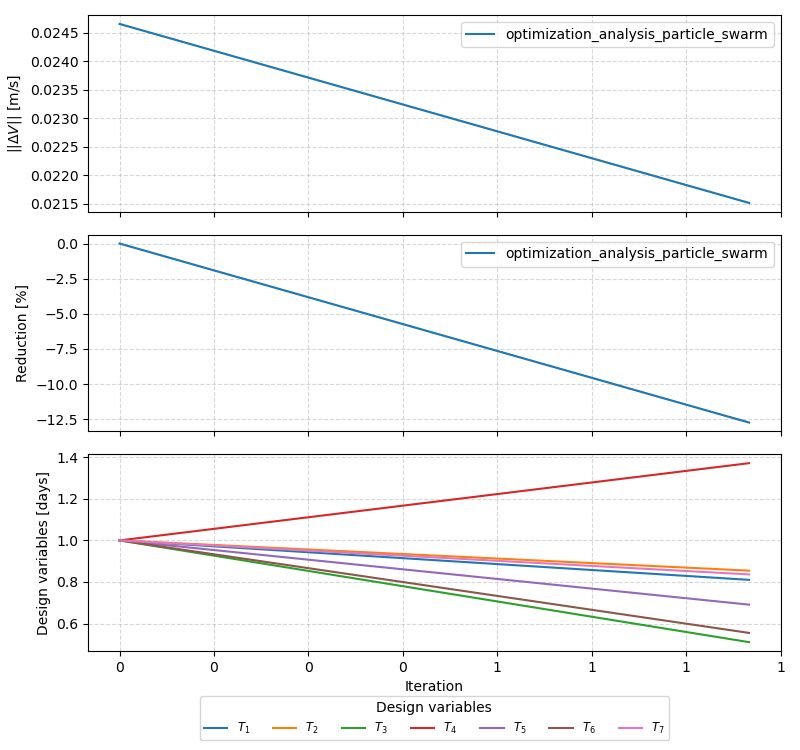 0.0245
0.0240
0.0235
0.0230
0.0225
0.0220
0.0215
||ΔV|| [m/s]
optimization_analysis_particle_swarm
0.0
−2.5
−5.0
−7.5
−10.0
−12.5
Reduction [%]
optimization_analysis_particle_swarm
1.4
1.2
1.0
0.8
0.6
Design variables [days]
0 0 0 0 1 1 1 1
Iteration
Design variables
T₁ T₂ T₃ T₄ T₅ T₆ T₇